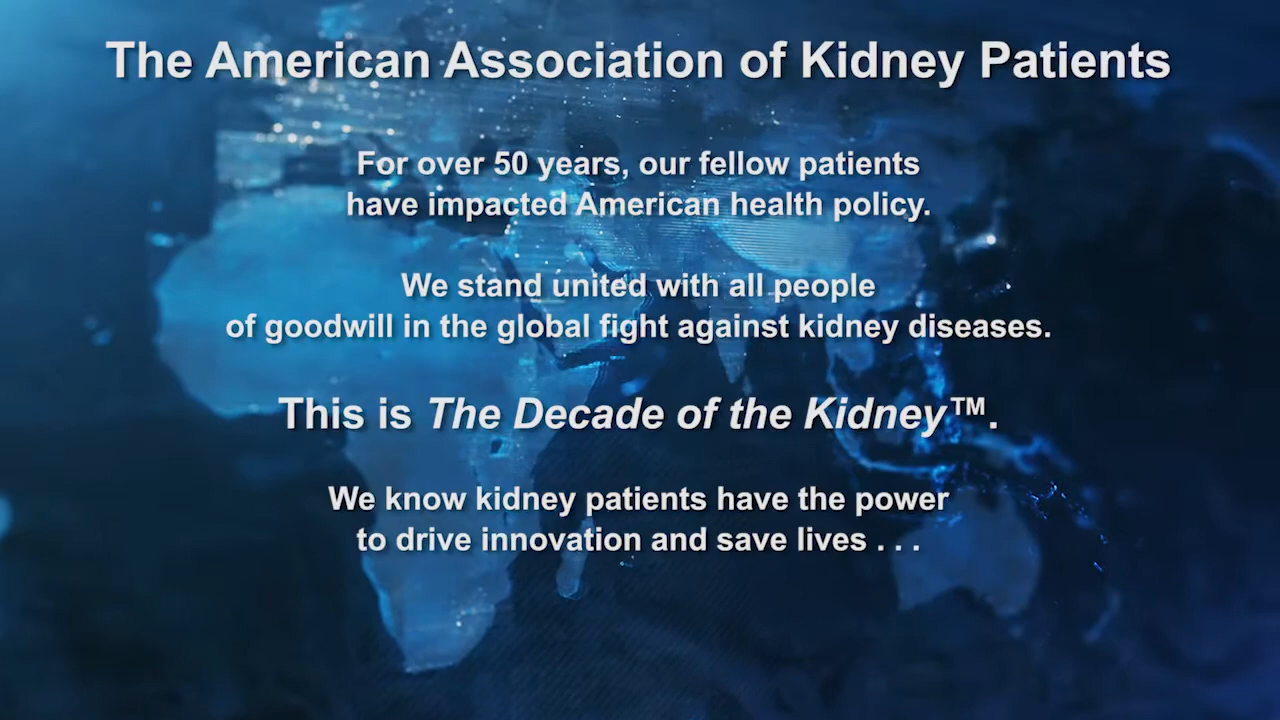 The American Association of Kidney Patients
For over 50 years, our fellow patients
have impacted American health policy.
We stand united with all people
of goodwill in the global fight against kidney diseases.
This is The Decade of the Kidney™.
We know kidney patients have the power
to drive innovation and save lives . . .